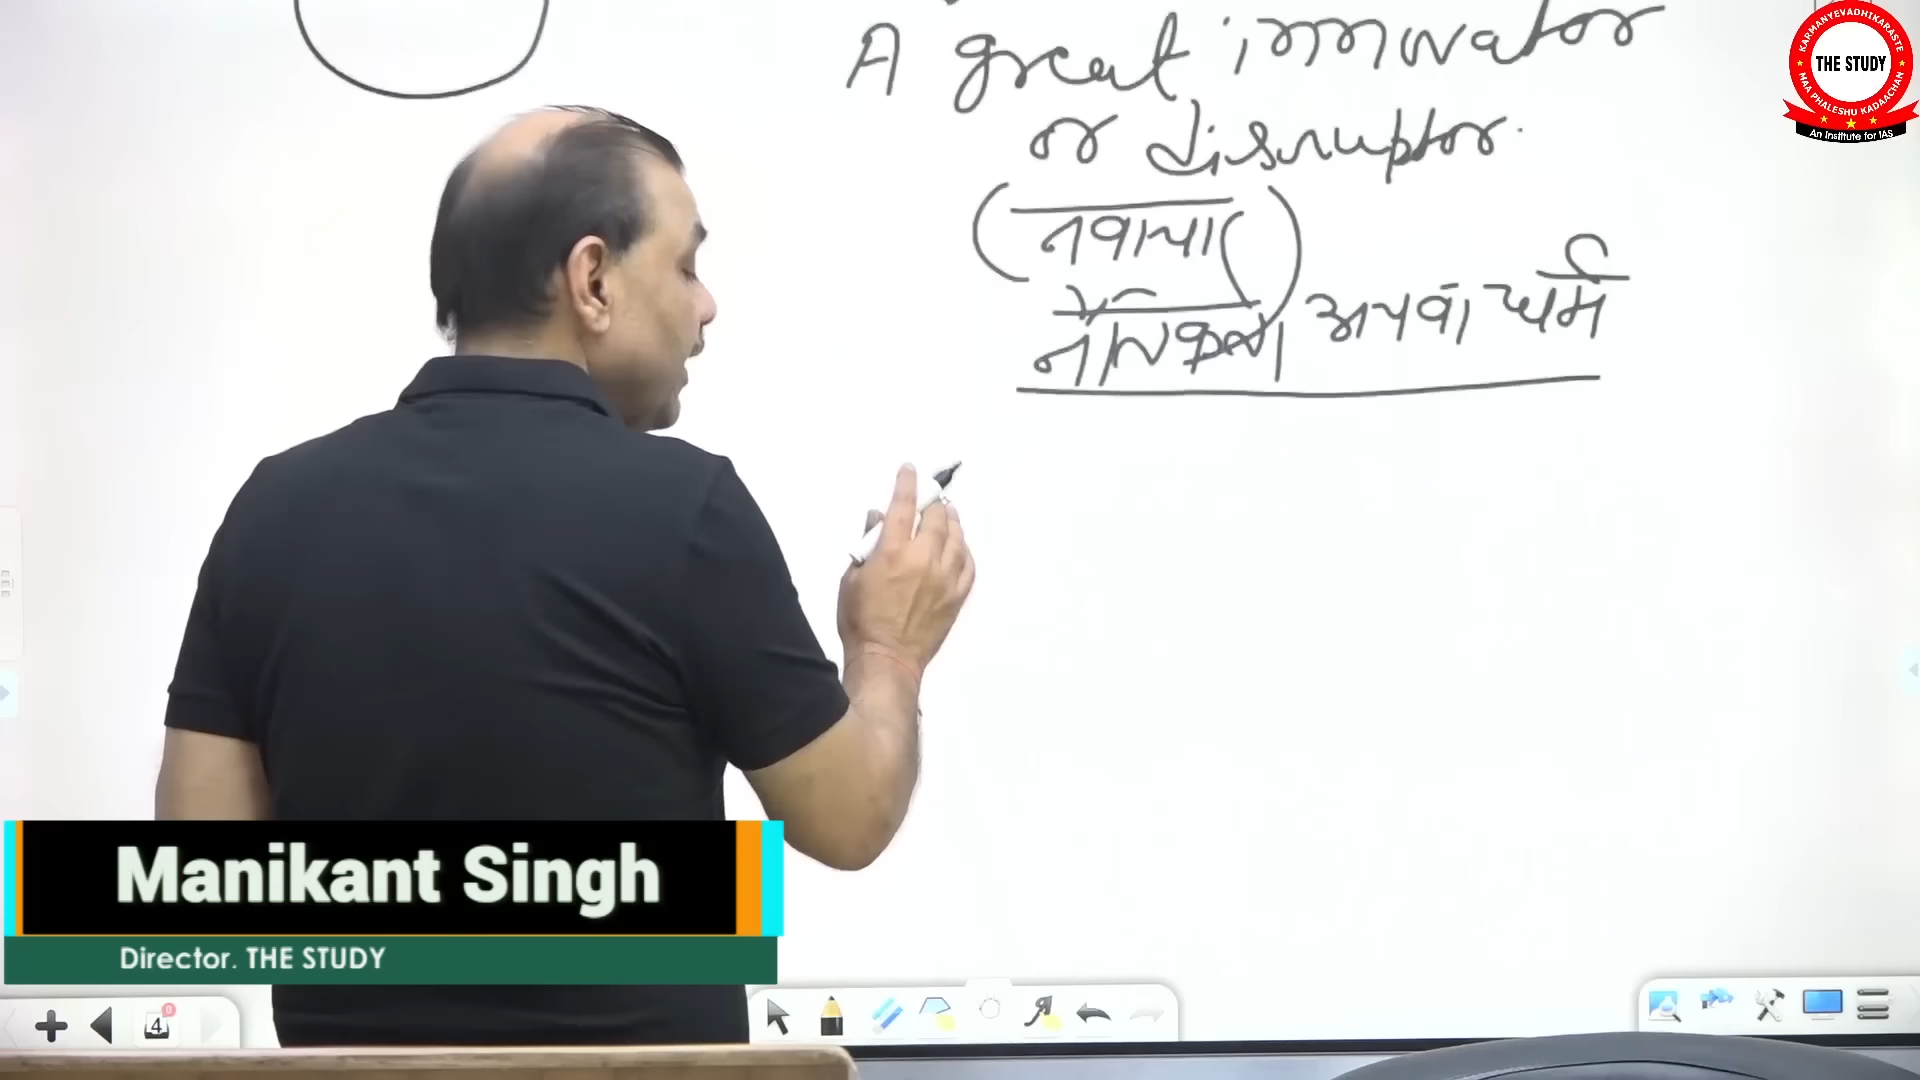 A great innovator
or disruptor.
नवाचार
नैतिकता अथवा धर्म
KARMANYEVADHIKARASTE
THE STUDY
MAA PHALESHU KADAACHAN
An Institute for IAS
Manikant Singh
Director. THE STUDY
4
0